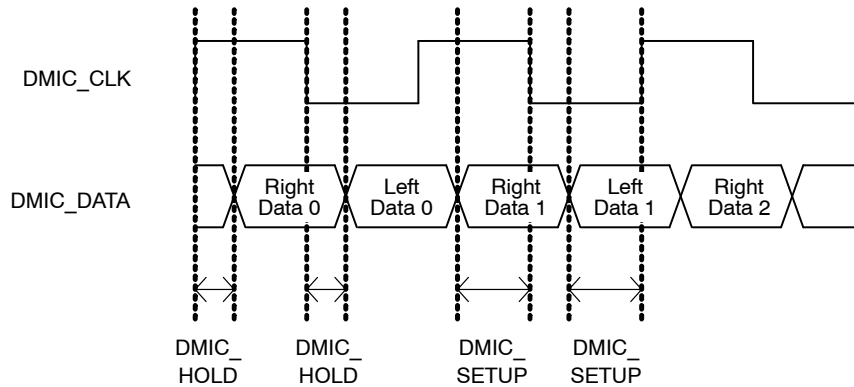 DMIC_CLK
DMIC_DATA
Right
Data 0
Left
Data 0
Right
Data 1
Left
Data 1
Right
Data 2
DMIC_
HOLD
DMIC_
HOLD
DMIC_
SETUP
DMIC_
SETUP